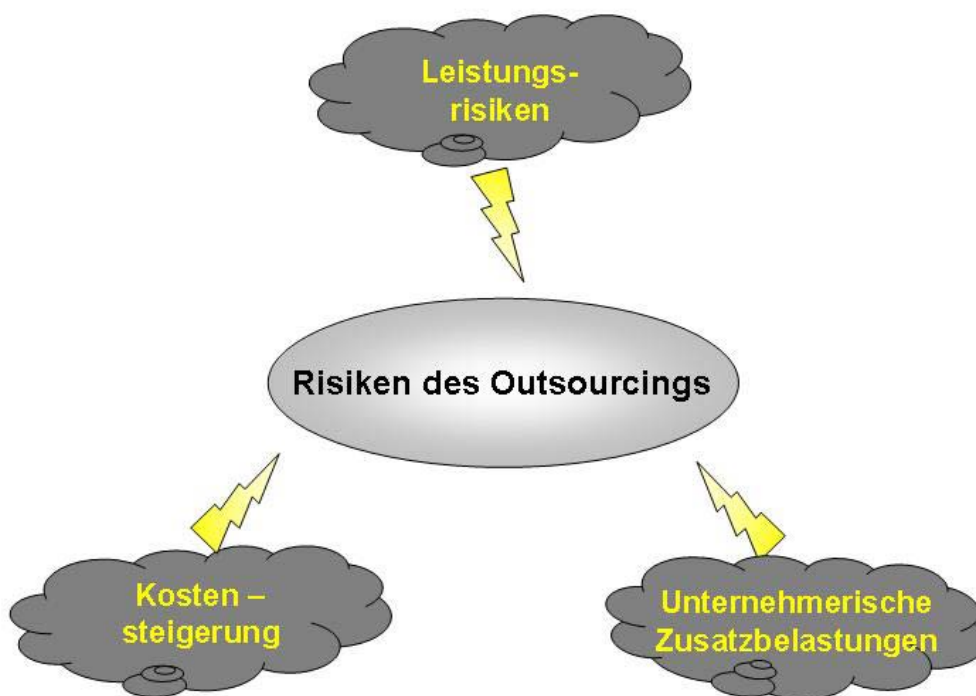 Leistungs-
risiken
Risiken des Outsourcings
Kosten –
steigerung
Unternehmerische
Zusatzbelastungen